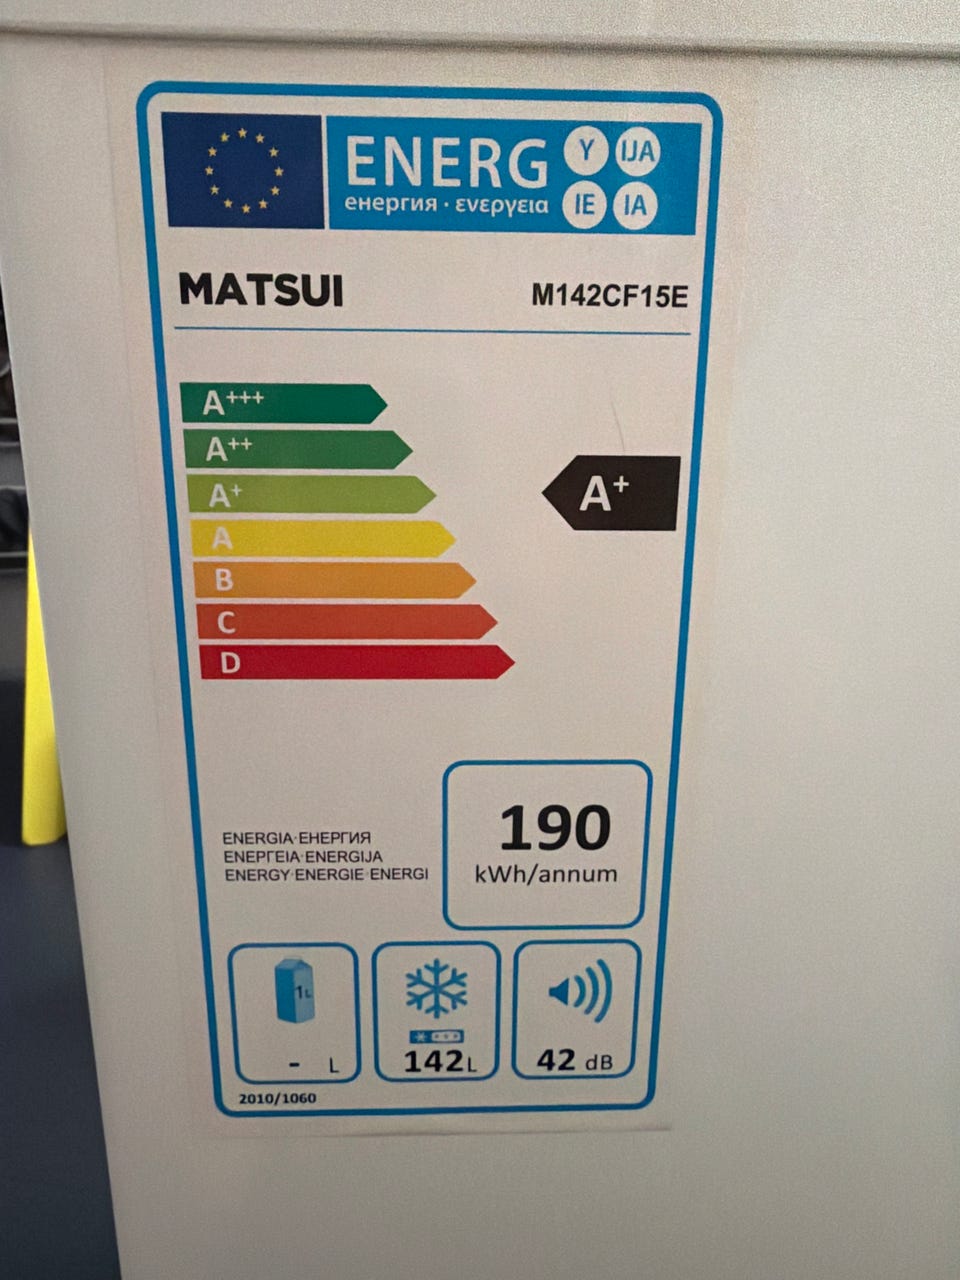 ENERG Y IJA
енергия · ενεργεια IE IA
MATSUI M142CF15E
A+++
A++
A+ A+
A
B
C
D
190
kWh/annum
ENERGIA·ЕНЕРГИЯ
ΕΝΕΡΓΕΙΑ·ENERGIJA
ENERGY·ENERGIE·ENERGI
1L
- L 142L 42 dB
2010/1060